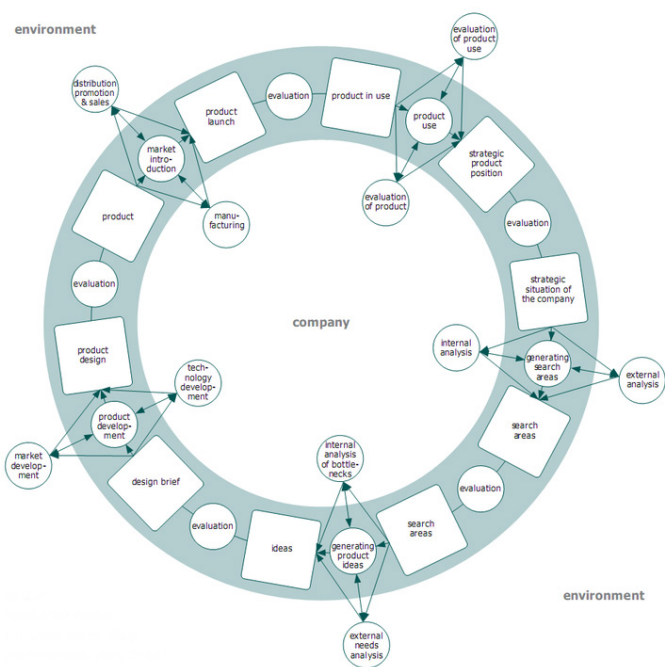 environment
evaluation
of product
use
distribution
promotion
& sales
product
launch
evaluation
product in use
product
use
market
intro-
duction
strategic
product
position
evaluation
of product
product
manu-
facturing
evaluation
evaluation
strategic
situation of
the company
company
product
design
internal
analysis
generating
search
areas
external
analysis
tech-
nology
develop-
ment
product
develop-
ment
search
areas
market
develop-
ment
design brief
internal
analysis
of bottle-
necks
evaluation
evaluation
ideas
generating
product
ideas
search
areas
environment
external
needs
analysis